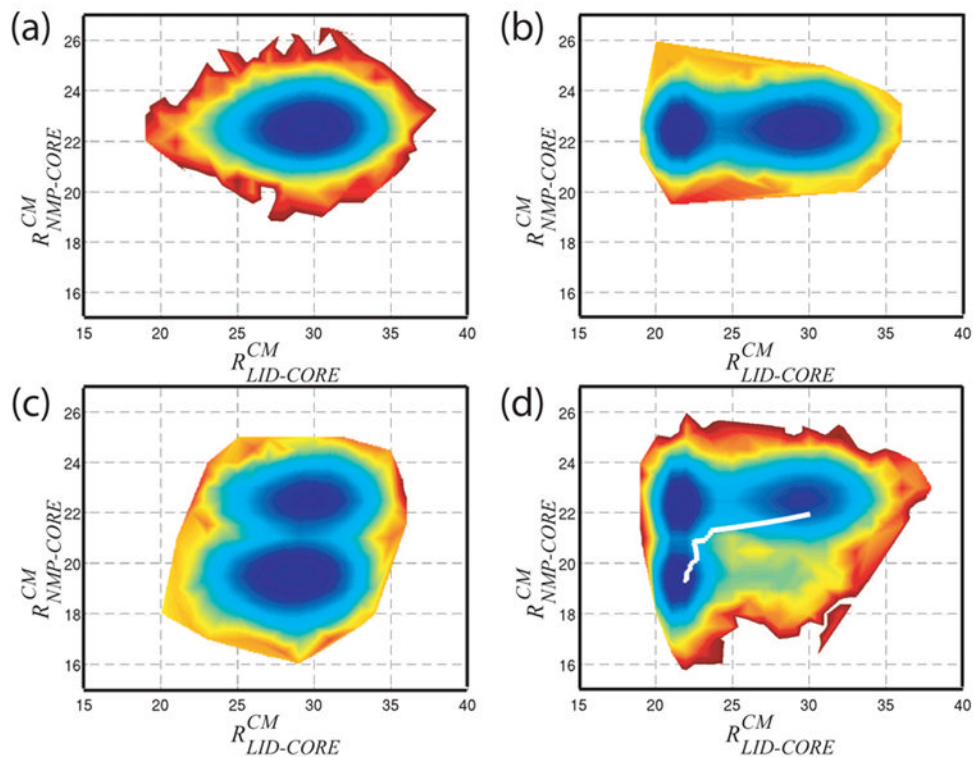 (a)
26
24
22
20
18
16
R^{CM}_{NMP-CORE}
15 20 25 30 35 40
R^{CM}_{LID-CORE}
(b)
26
24
22
20
18
16
R^{CM}_{NMP-CORE}
15 20 25 30 35 40
R^{CM}_{LID-CORE}
(c)
26
24
22
20
18
16
R^{CM}_{NMP-CORE}
15 20 25 30 35 40
R^{CM}_{LID-CORE}
(d)
26
24
22
20
18
16
R^{CM}_{NMP-CORE}
15 20 25 30 35 40
R^{CM}_{LID-CORE}